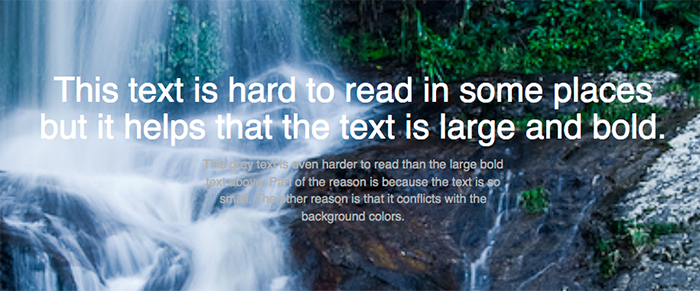 This text is hard to read in some places
but it helps that the text is large and bold.
This gray text is even harder to read than the large bold
text above. Part of the reason is because the text is so
small. The other reason is that it conflicts with the
background colors.